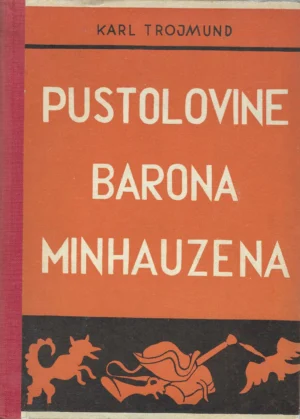 KARL TROJMUND
PUSTOLOVINE
BARONA
MINHAUZENA